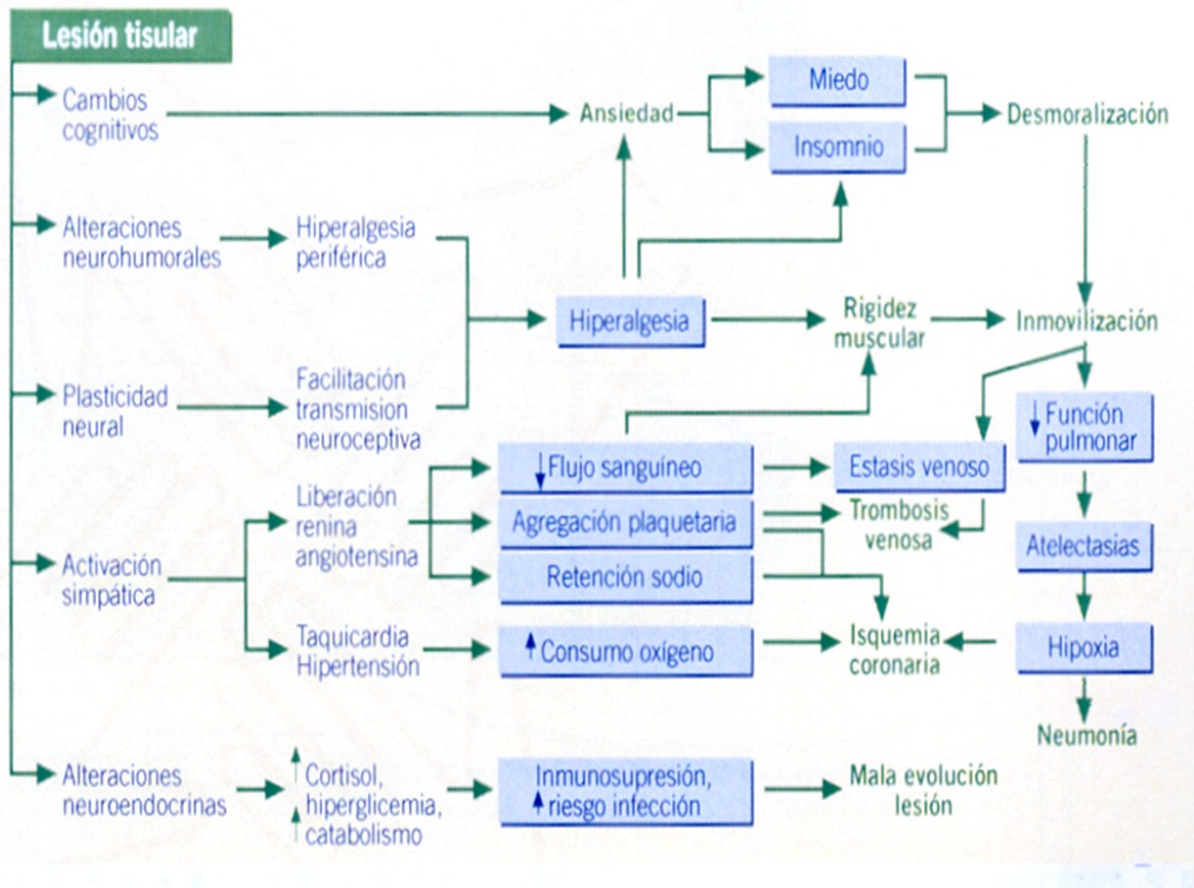 Lesión tisular
Cambios
cognitivos
Ansiedad
Miedo
Insomnio
Desmoralización
Alteraciones
neurohumorales
Hiperalgesia
periférica
Hiperalgesia
Rigidez
muscular
Inmovilización
Plasticidad
neural
Facilitación
transmision
neuroceptiva
↓ Función
pulmonar
Liberación
renina
angiotensina
↓ Flujo sanguíneo
Estasis venoso
Agregación plaquetaria
Trombosis
venosa
Atelectasias
Retención sodio
Activación
simpática
Taquicardia
Hipertensión
↑ Consumo oxígeno
Isquemia
coronaria
Hipoxia
Neumonía
Alteraciones
neuroendocrinas
↑ Cortisol,
hiperglicemia,
↑ catabolismo
Inmunosupresión,
↑ riesgo infección
Mala evolución
lesión